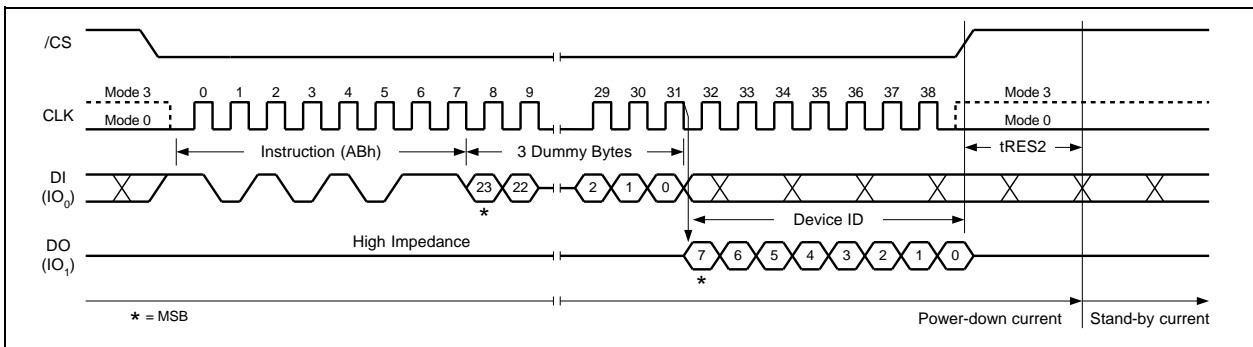 /CS
Mode 3 0 1 2 3 4 5 6 7 8 9 29 30 31 32 33 34 35 36 37 38 Mode 3
CLK
Mode 0 Mode 0
Instruction (ABh) 3 Dummy Bytes tRES2
DI
(IO0)
23 22 2 1 0
*
Device ID
High Impedance
DO
(IO1)
7 6 5 4 3 2 1 0
*
* = MSB
Power-down current Stand-by current